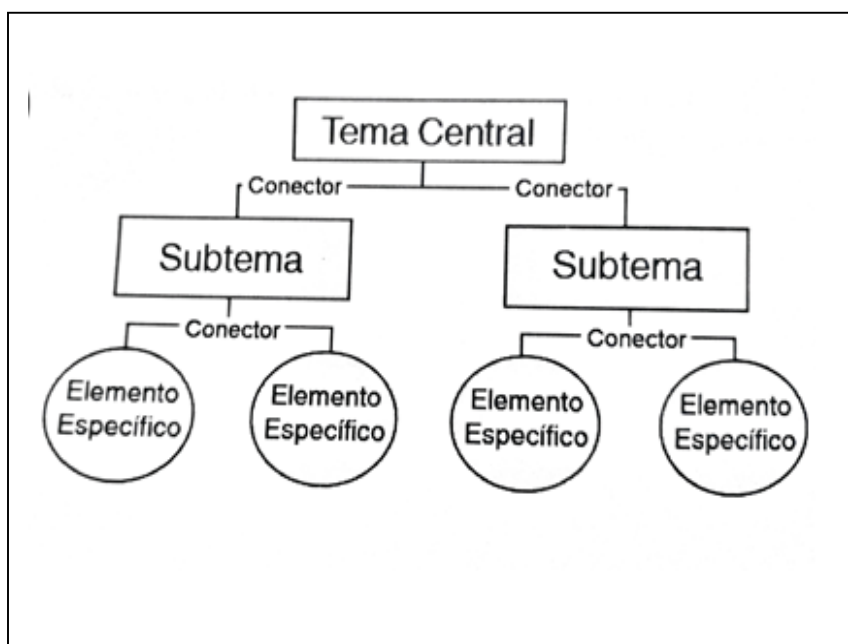 Tema Central
Conector Conector
Subtema Subtema
Conector Conector
Elemento Elemento Elemento Elemento
Específico Específico Específico Específico